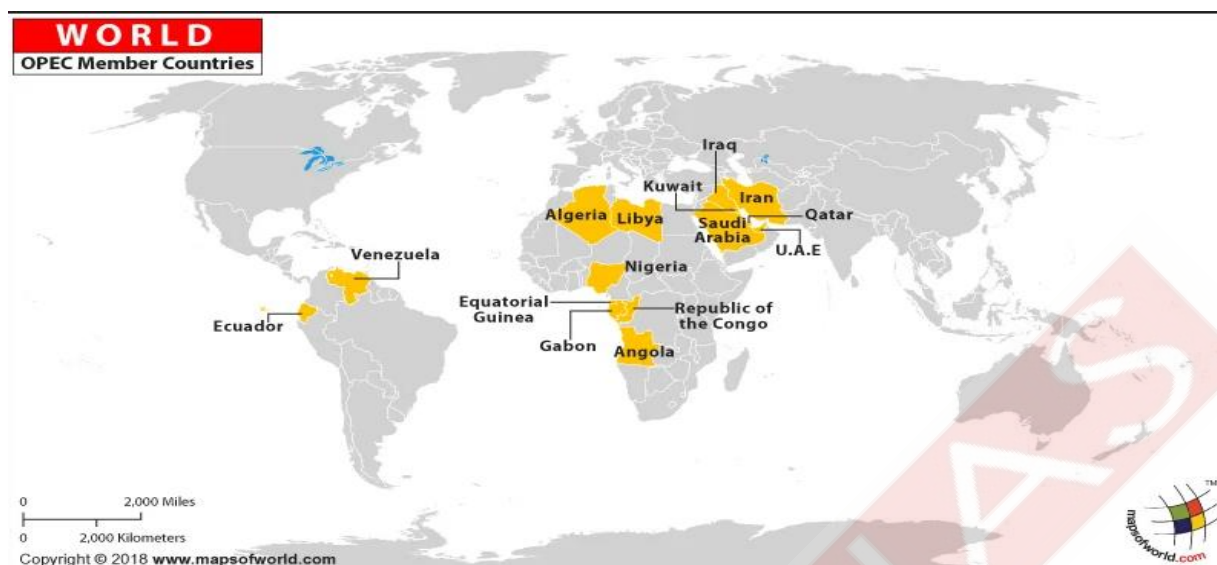 WORLD
OPEC Member Countries
Iraq
Kuwait
Iran
Algeria
Libya
Saudi
Arabia
Qatar
U.A.E
Venezuela
Nigeria
Equatorial
Guinea
Republic of
the Congo
Ecuador
Gabon
Angola
0 2,000 Miles
0 2,000 Kilometers
Copyright © 2018 www.mapsofworld.com
mapsofworld.com
TM
IAS